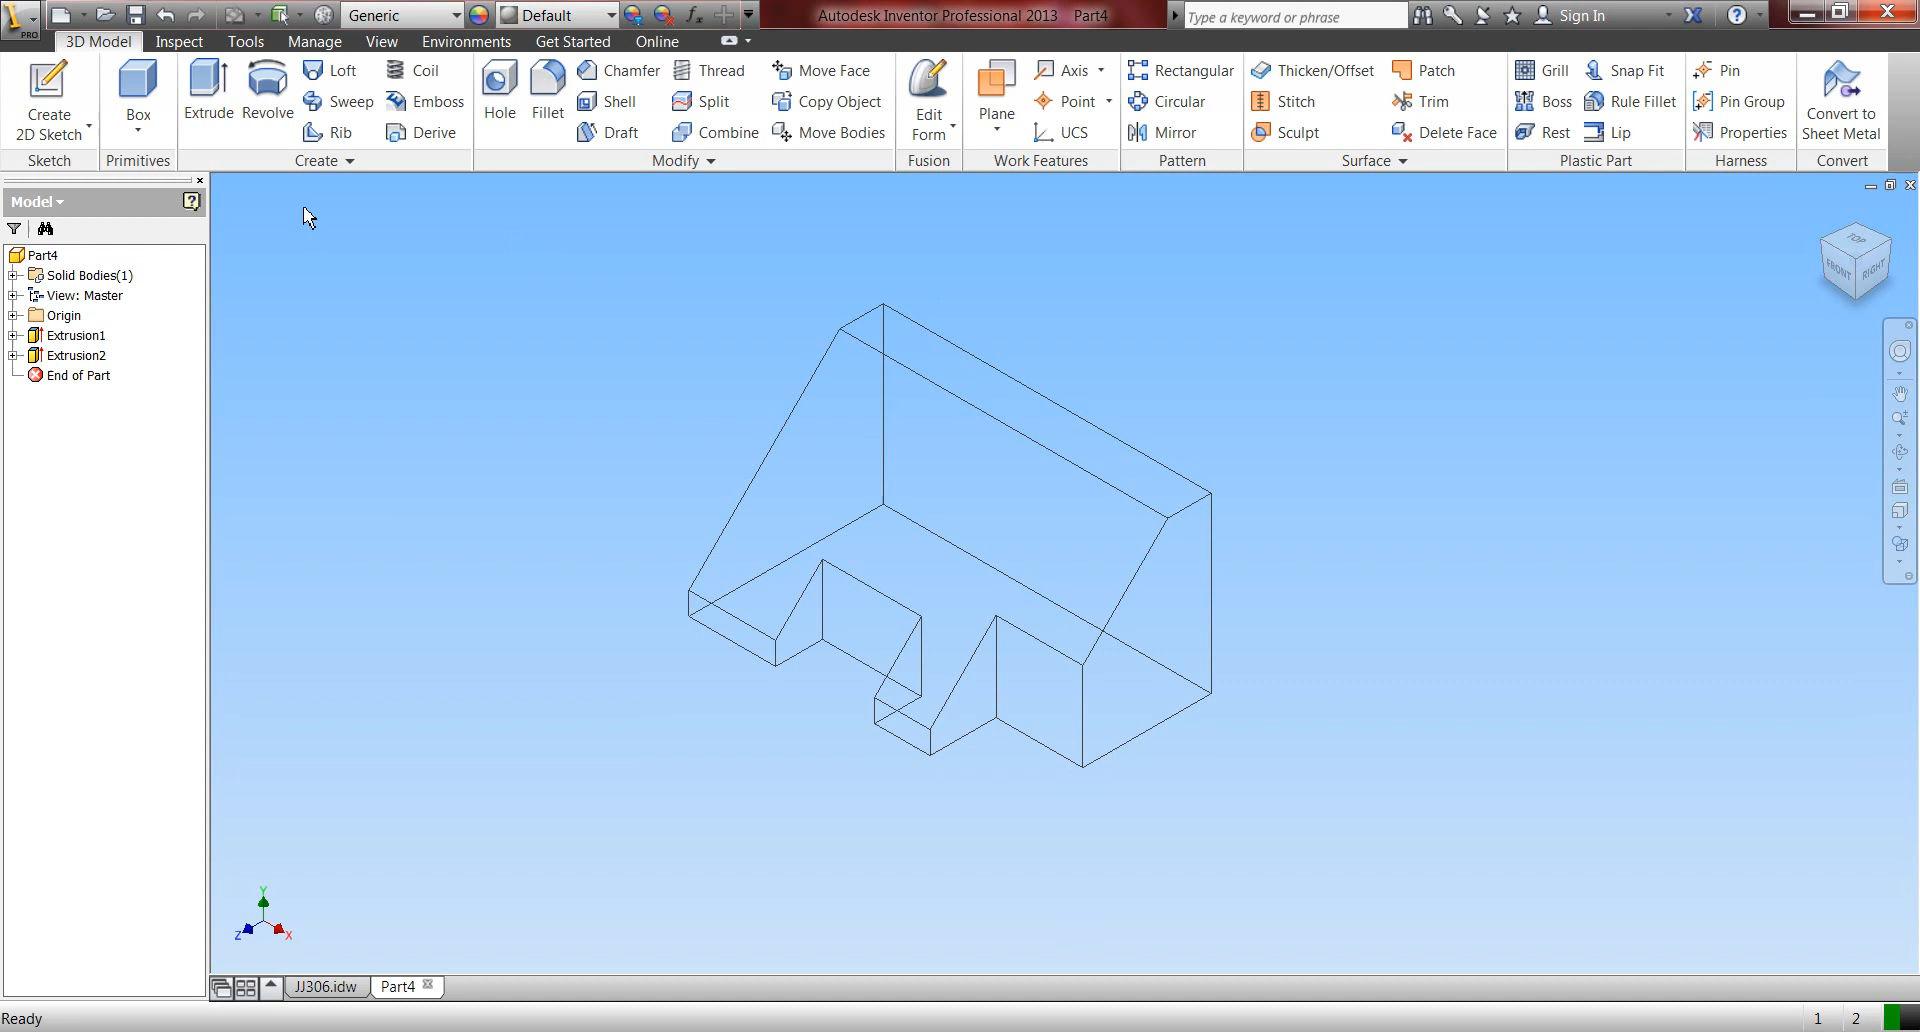 PRO
Generic
Default
Autodesk Inventor Professional 2013 Part4
Type a keyword or phrase
Sign In
3D Model Inspect Tools Manage View Environments Get Started Online
Create 2D Sketch
Box
Extrude
Revolve
Loft
Sweep
Rib
Coil
Emboss
Derive
Hole
Fillet
Chamfer
Shell
Draft
Thread
Split
Combine
Move Face
Copy Object
Move Bodies
Edit Form
Plane
Axis
Point
UCS
Rectangular
Circular
Mirror
Thicken/Offset
Stitch
Sculpt
Patch
Trim
Delete Face
Grill
Boss
Rest
Snap Fit
Rule Fillet
Lip
Pin
Pin Group
Properties
Convert to Sheet Metal
Sketch Primitives Create Modify Fusion Work Features Pattern Surface Plastic Part Harness Convert
Model
Part4
Solid Bodies(1)
View: Master
Origin
Extrusion1
Extrusion2
End of Part
TOP
FRONT RIGHT
Y
Z X
JJ306.idw Part4
Ready 1 2